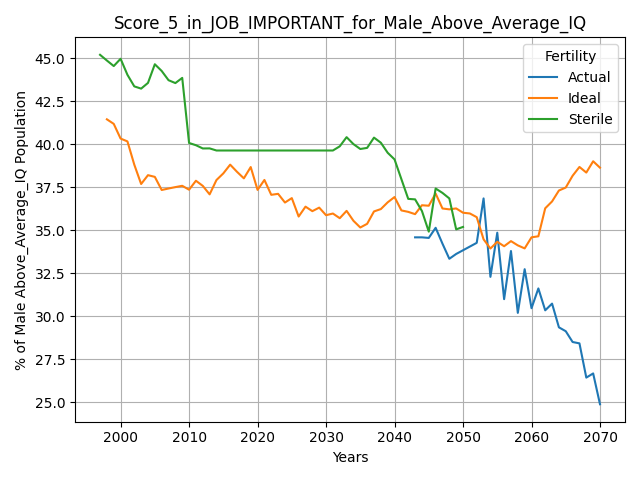 Score_5_in_JOB_IMPORTANT_for_Male_Above_Average_IQ
% of Male Above_Average_IQ Population
45.0
42.5
40.0
37.5
35.0
32.5
30.0
27.5
25.0
Fertility
Actual
Ideal
Sterile
2000 2010 2020 2030 2040 2050 2060 2070
Years